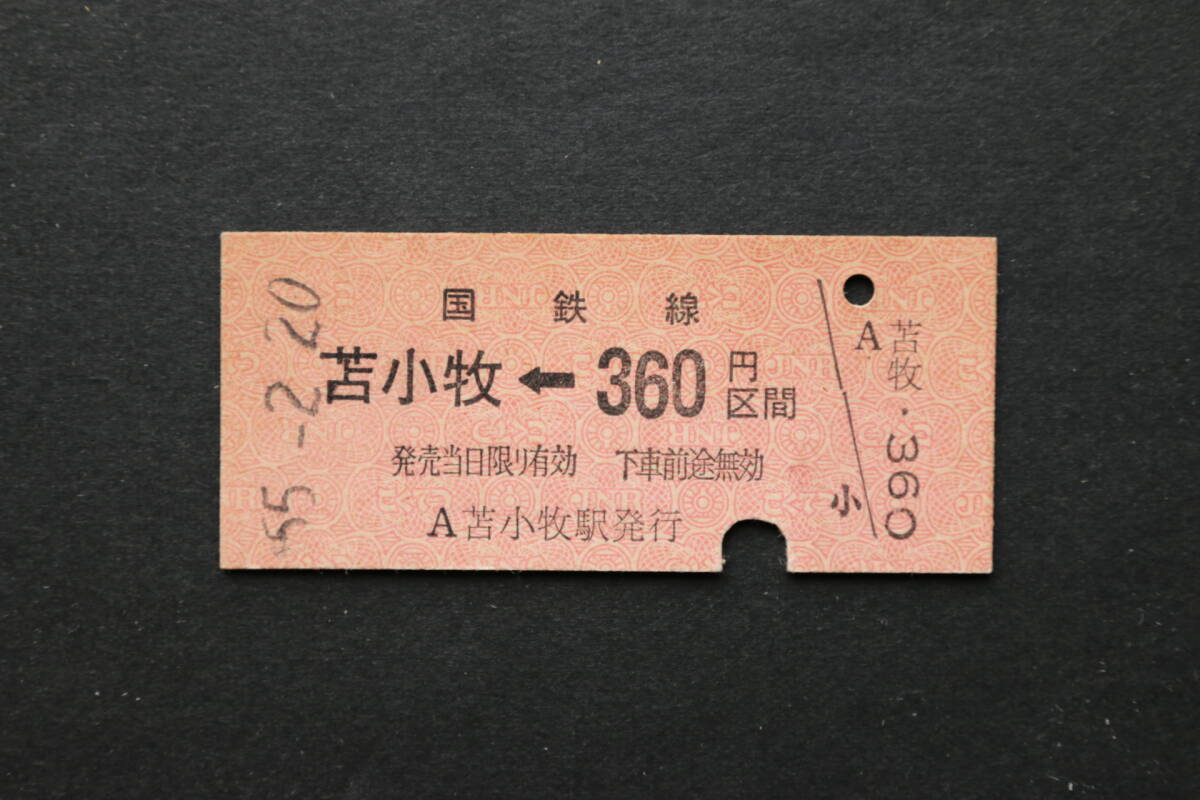 国鉄線
苫小牧←360円区間
発売当日限り有効 下車前途無効
A苫小牧駅発行
55-2-20
小
A苫牧・360